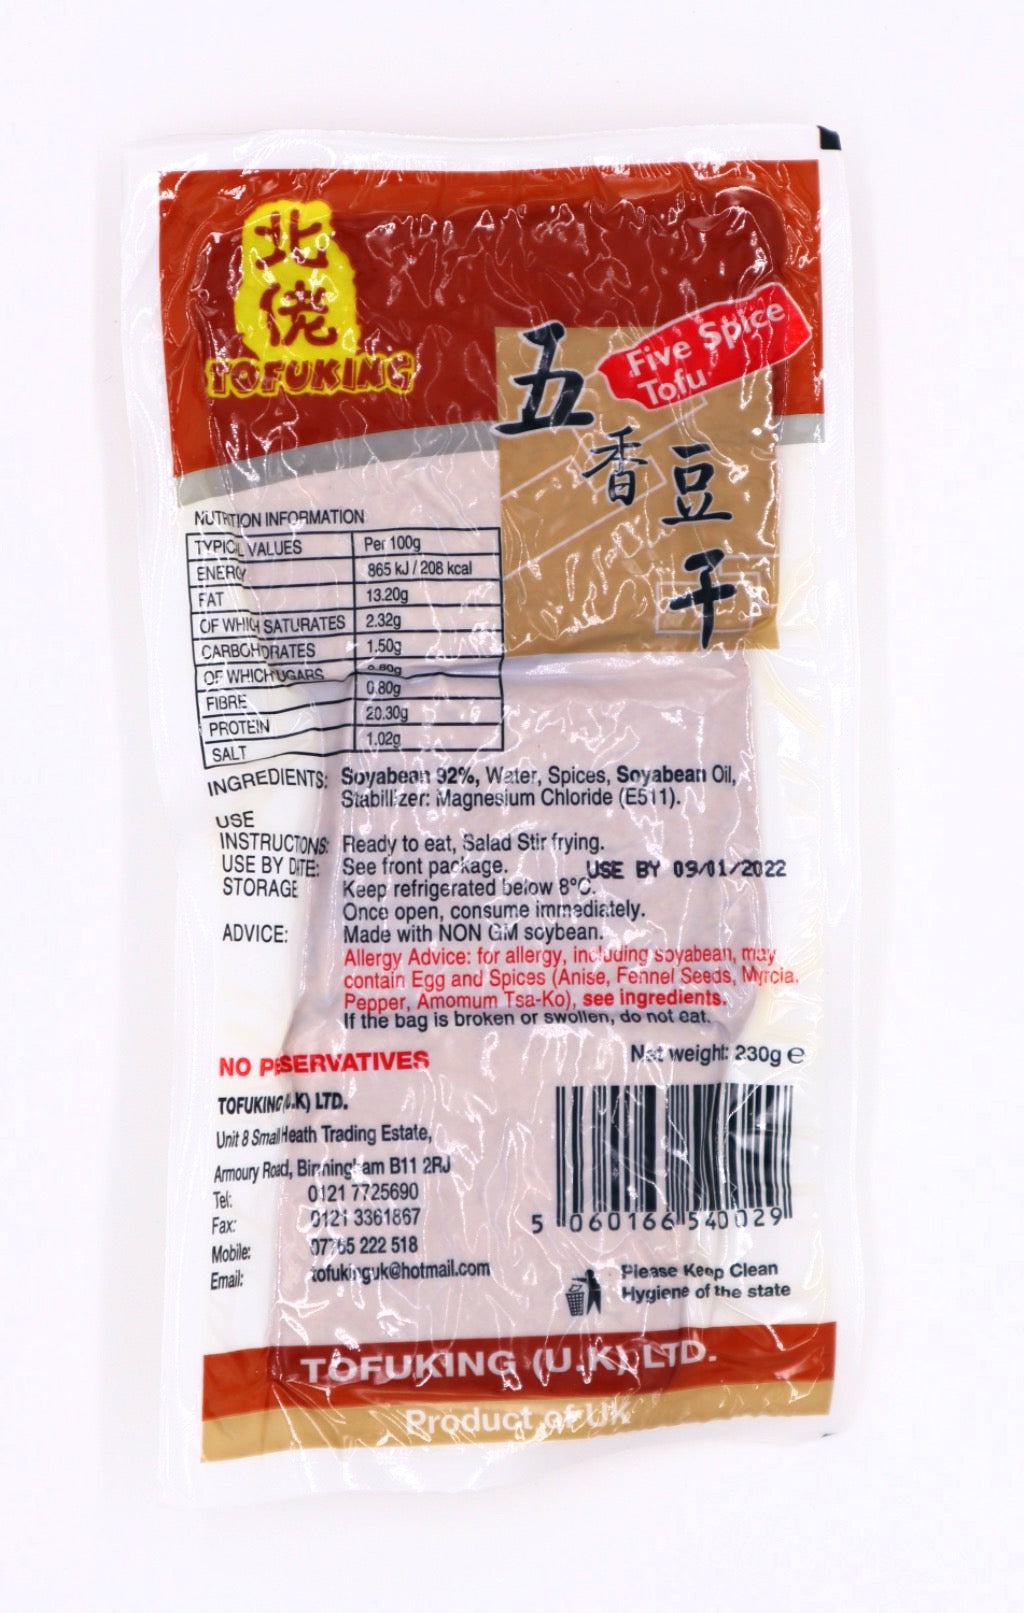 北
佬
TOFUKING
五
香
豆
干
Five Spice
Tofu
NUTRITION INFORMATION
TYPICAL VALUES Per 100g
ENERGY 865 kJ / 208 kcal
FAT 13.20g
OF WHICH SATURATES 2.32g
CARBOHYDRATES 1.50g
OF WHICH SUGARS 0.80g
FIBRE 0.80g
PROTEIN 20.30g
SALT 1.02g
INGREDIENTS: Soyabean 92%, Water, Spices, Soyabean Oil,
Stabillizer: Magnesium Chloride (E511).
USE
INSTRUCTIONS: Ready to eat, Salad Stir frying.
USE BY DATE: See front package.
USE BY 09/01/2022
STORAGE Keep refrigerated below 8°C.
Once open, consume immediately.
ADVICE: Made with NON GM soybean.
Allergy Advice: for allergy, including soyabean, may
contain Egg and Spices (Anise, Fennel Seeds, Myrcia,
Pepper, Amomum Tsa-Ko), see ingredients.
If the bag is broken or swollen, do not eat.
NO PRESERVATIVES
Net weight: 230g e
TOFUKING (U.K) LTD.
Unit 8 Small Heath Trading Estate,
Armoury Road, Birmingham B11 2RJ
Tel: 0121 7725690
Fax: 0121 3361867
Mobile: 07765 222 518
Email: tofukinguk@hotmail.com
5 060166 540029
Please Keep Clean
Hygiene of the state
TOFUKING (U.K) LTD.
Product of UK